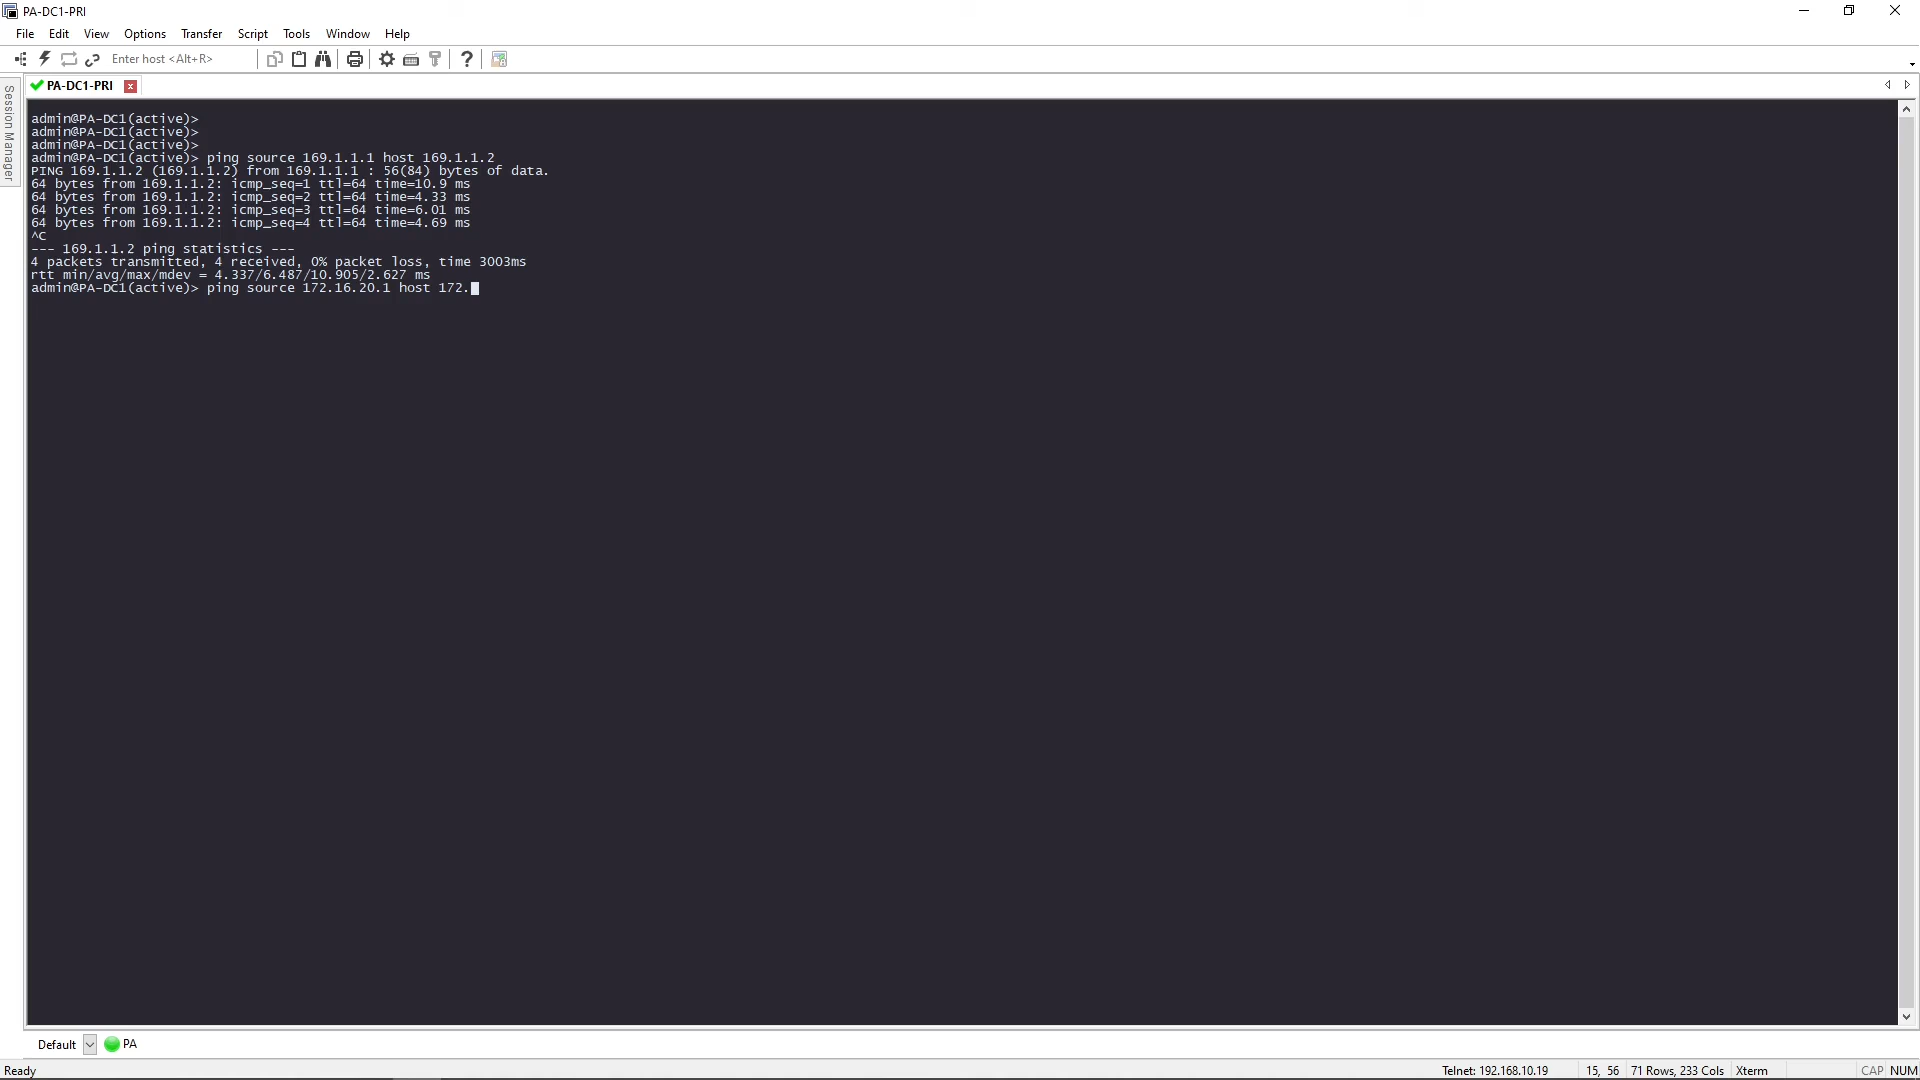 PA-DC1-PRI
File Edit View Options Transfer Script Tools Window Help
Enter host <Alt+R>
PA-DC1-PRI
Session Manager
admin@PA-DC1(active)>
admin@PA-DC1(active)>
admin@PA-DC1(active)>
admin@PA-DC1(active)> ping source 169.1.1.1 host 169.1.1.2
PING 169.1.1.2 (169.1.1.2) from 169.1.1.1 : 56(84) bytes of data.
64 bytes from 169.1.1.2: icmp_seq=1 ttl=64 time=10.9 ms
64 bytes from 169.1.1.2: icmp_seq=2 ttl=64 time=4.33 ms
64 bytes from 169.1.1.2: icmp_seq=3 ttl=64 time=6.01 ms
64 bytes from 169.1.1.2: icmp_seq=4 ttl=64 time=4.69 ms
^C
--- 169.1.1.2 ping statistics ---
4 packets transmitted, 4 received, 0% packet loss, time 3003ms
rtt min/avg/max/mdev = 4.337/6.487/10.905/2.627 ms
admin@PA-DC1(active)> ping source 172.16.20.1 host 172.
Default PA
Ready Telnet: 192.168.10.19 15, 56 71 Rows, 233 Cols Xterm CAP NUM